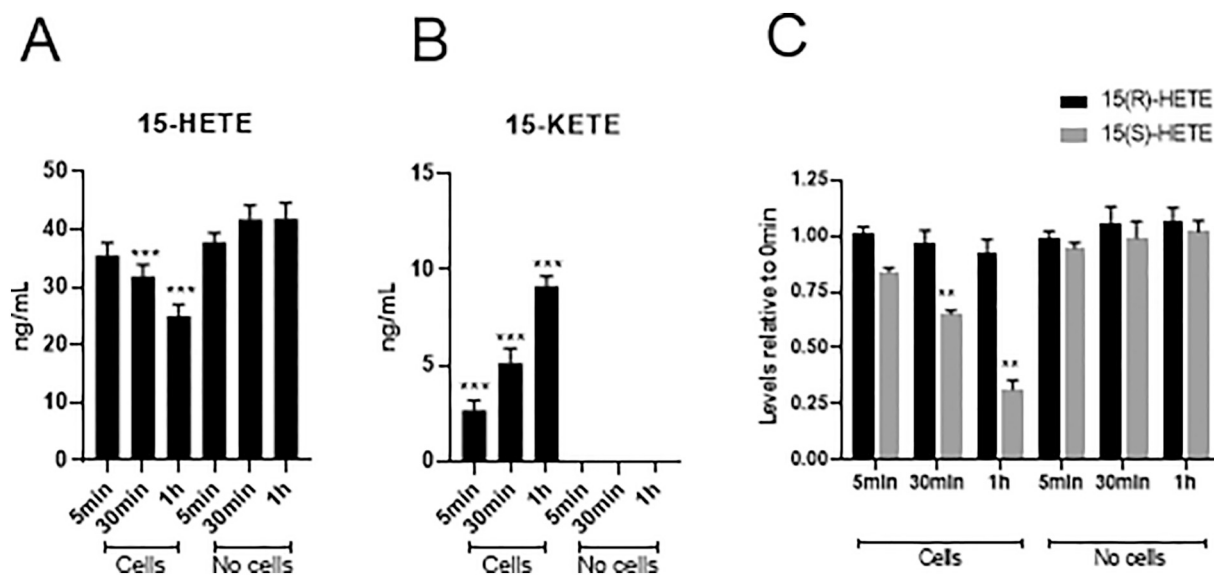 A
B
C
15-HETE
15-KETE
15(R)-HETE
15(S)-HETE
50
40
30
20
10
0
ng/mL
***
***
5min
30min
1h
5min
30min
1h
Cells
No cells
15
10
5
0
ng/mL
***
***
***
5min
30min
1h
5min
30min
1h
Cells
No cells
1.25
1.00
0.75
0.50
0.25
0.00
Levels relative to 0min
**
**
5min 30min 1h 5min 30min 1h
Cells
No cells